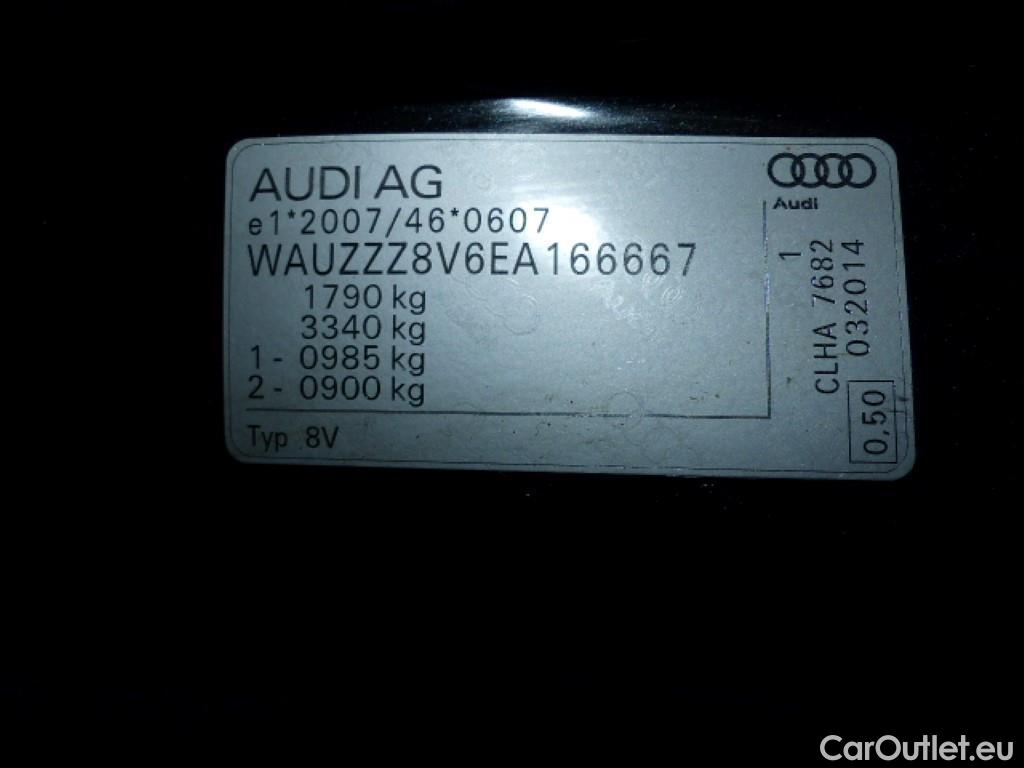 AUDI AG
e1*2007/46*0607
WAUZZZ8V6EA166667
1790 kg
3340 kg
1 - 0985 kg
2 - 0900 kg
Typ 8V
Audi
1
CLHA 7682
032014
0,50
CarOutlet.eu